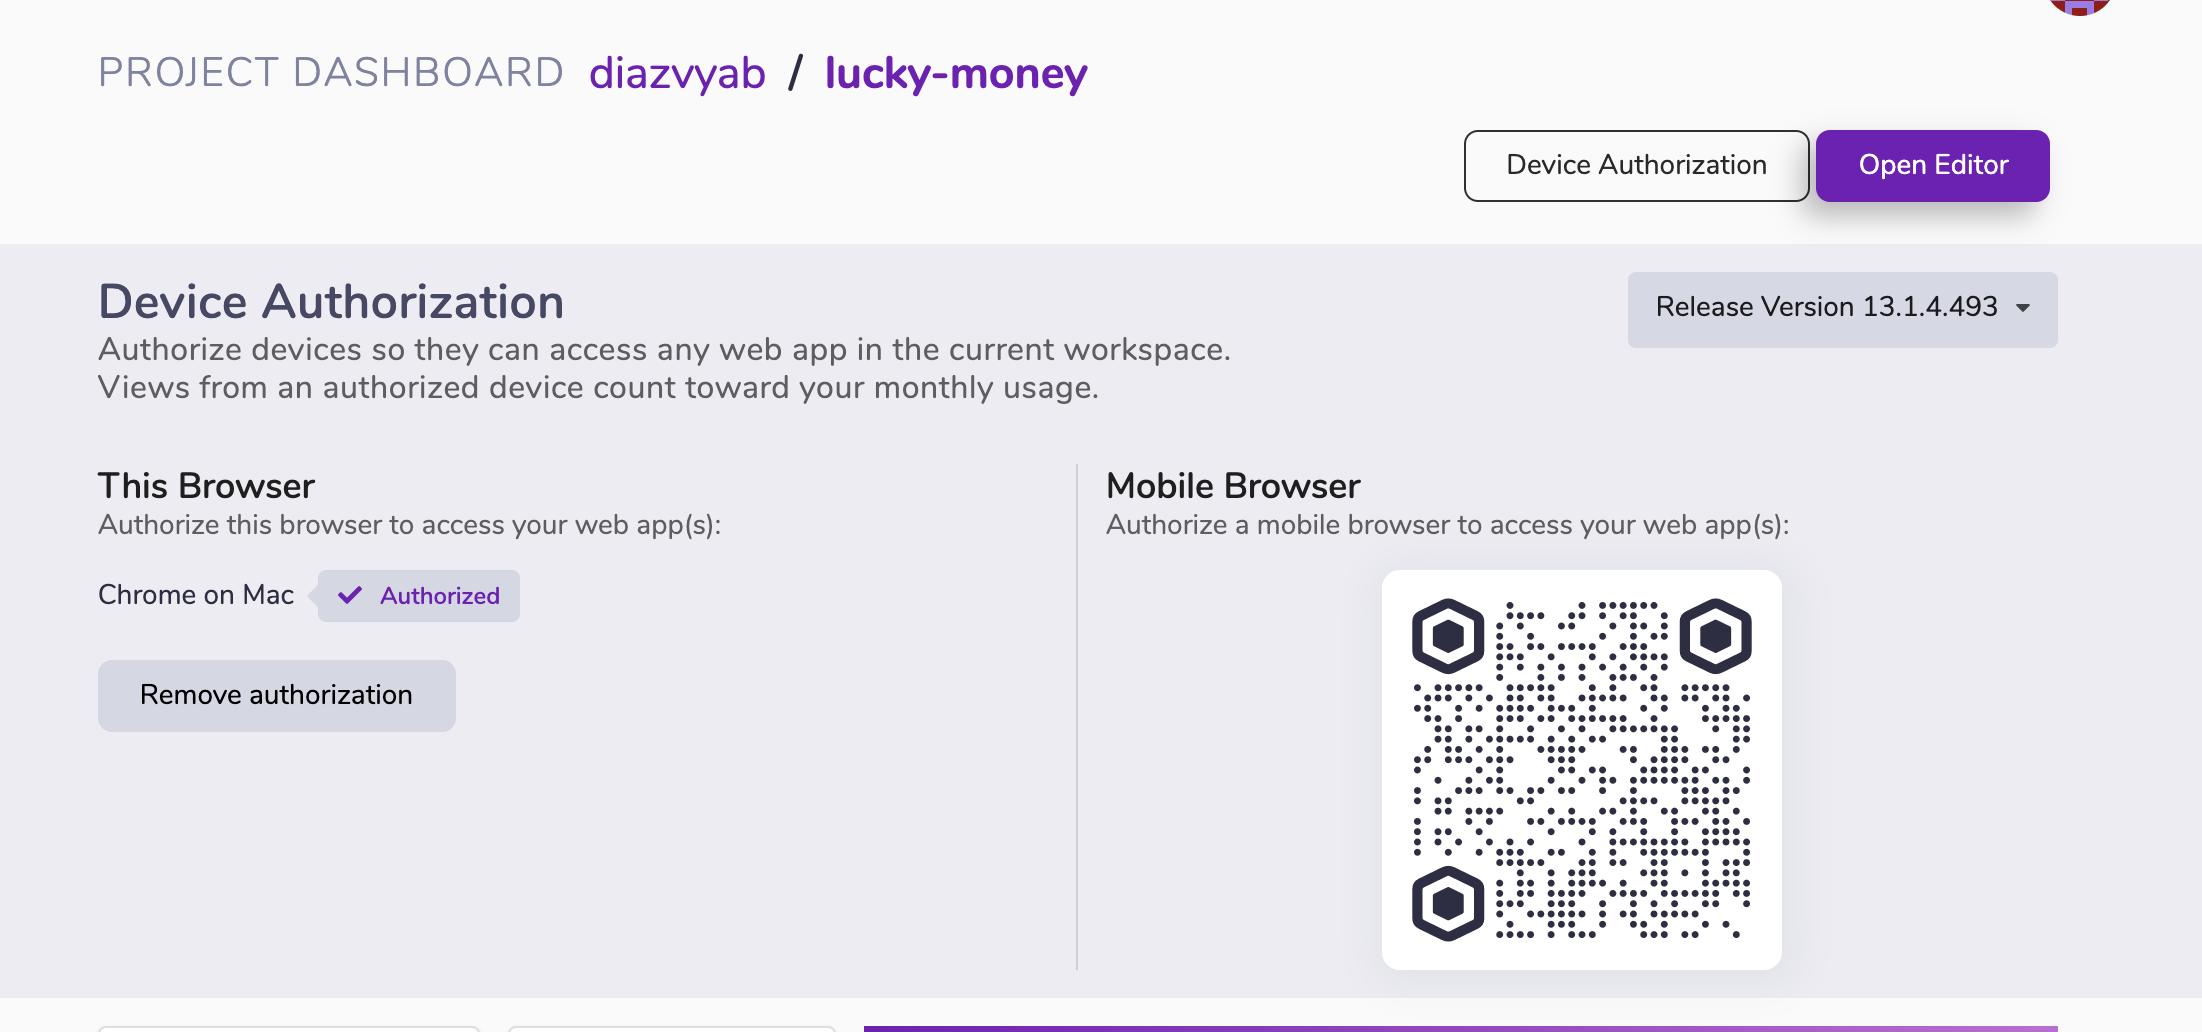 PROJECT DASHBOARD diazvyab / lucky-money
Device Authorization
Open Editor
Device Authorization
Release Version 13.1.4.493
Authorize devices so they can access any web app in the current workspace.
Views from an authorized device count toward your monthly usage.
This Browser
Authorize this browser to access your web app(s):
Chrome on Mac
Authorized
Remove authorization
Mobile Browser
Authorize a mobile browser to access your web app(s):